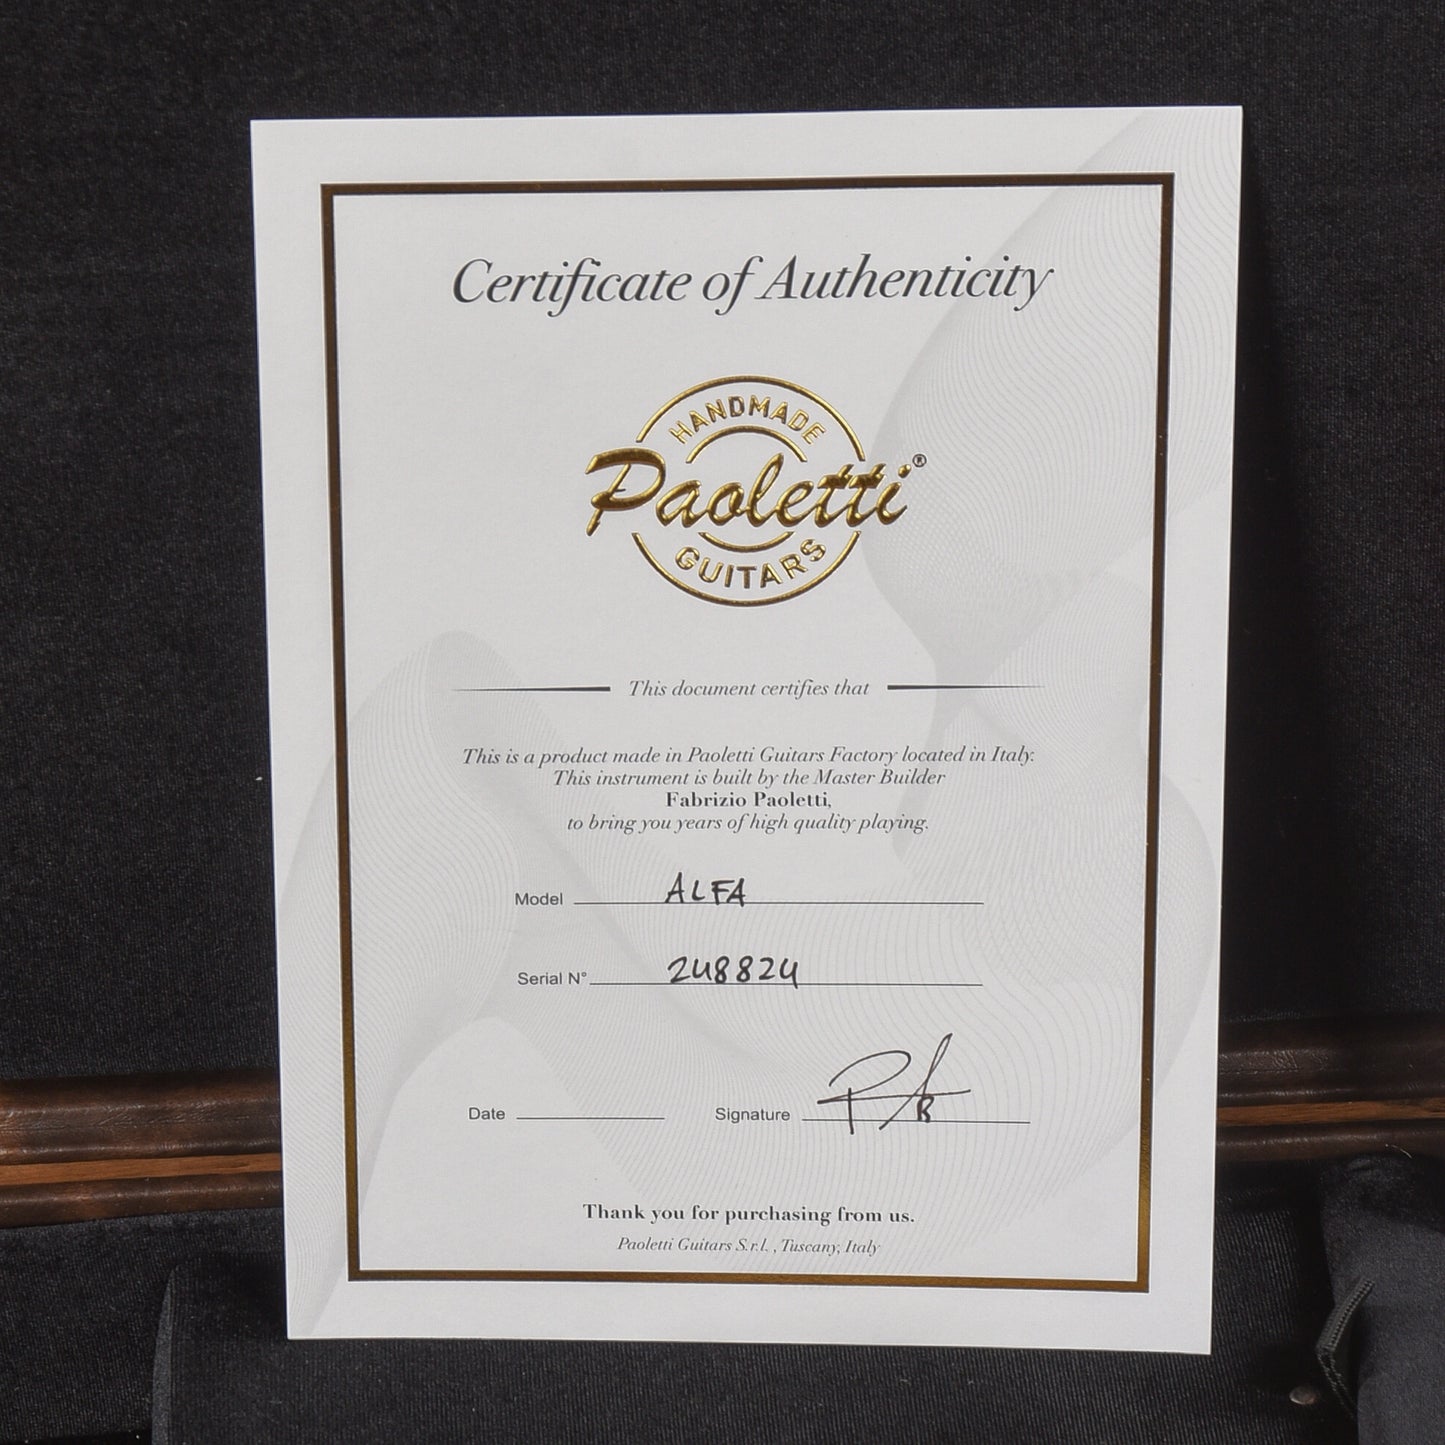 Certificate of Authenticity
HANDMADE
Paoletti®
GUITARS
This document certifies that
This is a product made in Paoletti Guitars Factory located in Italy.
This instrument is built by the Master Builder
Fabrizio Paoletti,
to bring you years of high quality playing.
Model ALFA
Serial N° 248824
Date
Signature
Thank you for purchasing from us.
Paoletti Guitars S.r.l. , Tuscany, Italy